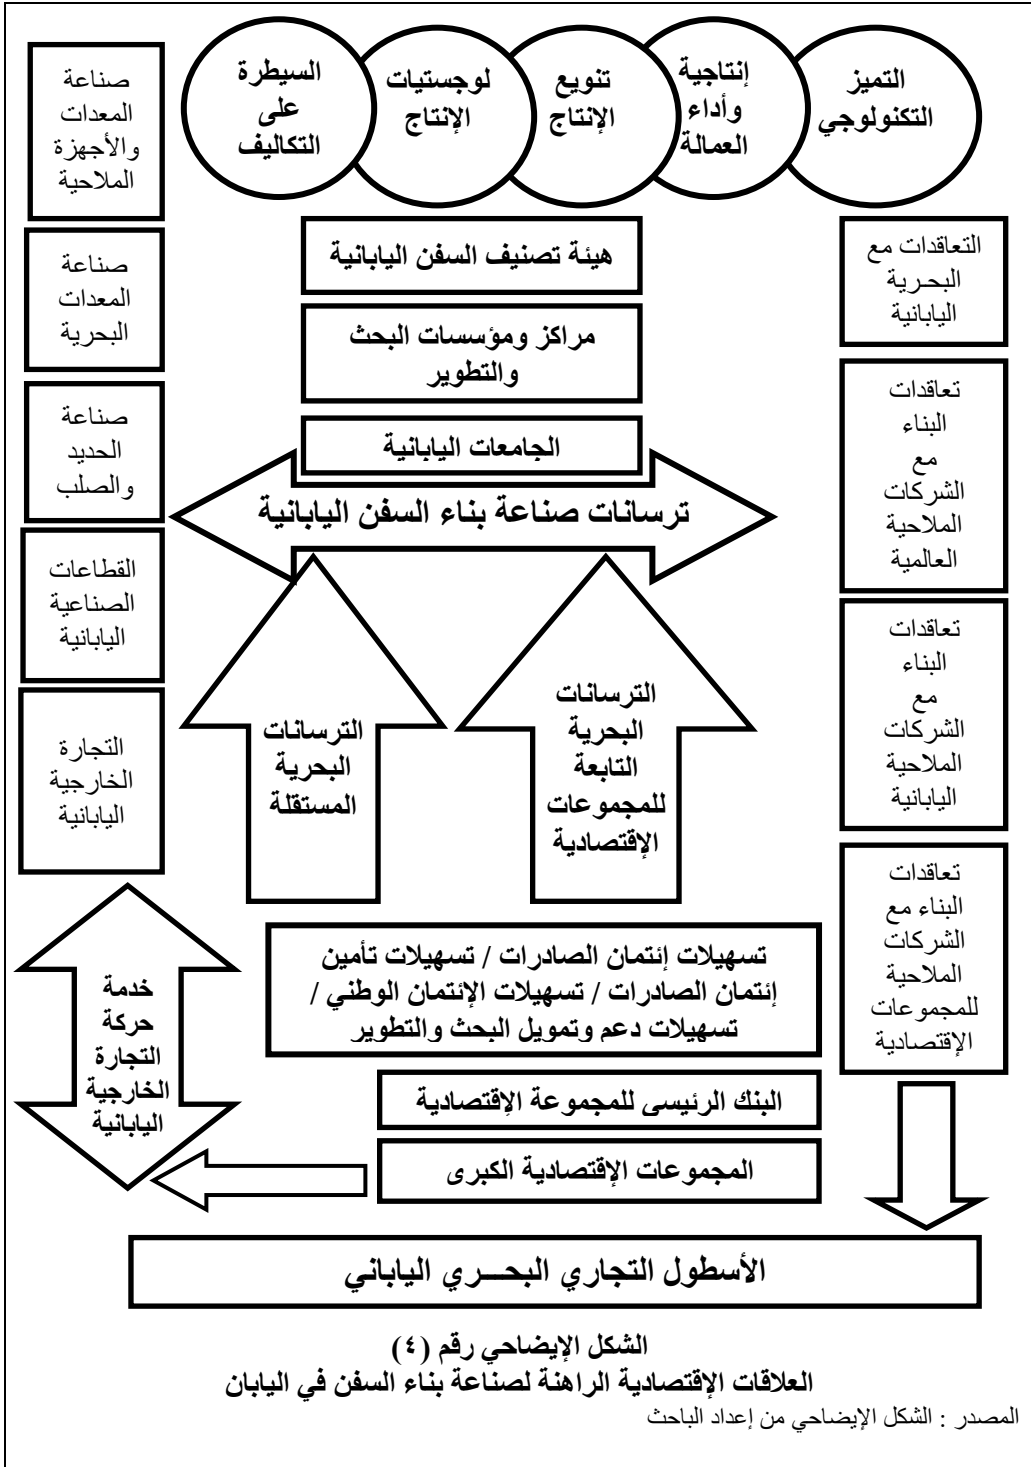 التميز
التكنولوجي
إنتاجية
وأداء
العمالة
تنويع
الإنتاج
لوجستيات
الإنتاج
السيطرة
على
التكاليف
صناعة
المعدات
والأجهزة
الملاحية
صناعة
المعدات
البحرية
صناعة
الحديد
والصلب
القطاعات
الصناعية
اليابانية
التجارة
الخارجية
اليابانية
هيئة تصنيف السفن اليابانية
مراكز ومؤسسات البحث
والتطوير
الجامعات اليابانية
ترسانات صناعة بناء السفن اليابانية
التعاقدات مع
البحرية
اليابانية
تعاقدات
البناء
مع
الشركات
الملاحية
العالمية
تعاقدات
البناء
مع
الشركات
الملاحية
اليابانية
تعاقدات
البناء مع
الشركات
الملاحية
للمجموعات
الإقتصادية
الترسانات
البحرية
التابعة
للمجموعات
الإقتصادية
الترسانات
البحرية
المستقلة
خدمة
حركة
التجارة
الخارجية
اليابانية
تسهيلات إئتمان الصادرات / تسهيلات تأمين
إئتمان الصادرات / تسهيلات الإئتمان الوطني /
تسهيلات دعم وتمويل البحث والتطوير
البنك الرئيسى للمجموعة الإقتصادية
المجموعات الإقتصادية الكبرى
الأسطول التجاري البحـــري الياباني
الشكل الإيضاحي رقم (٤)
العلاقات الإقتصادية الراهنة لصناعة بناء السفن في اليابان
المصدر : الشكل الإيضاحي من إعداد الباحث